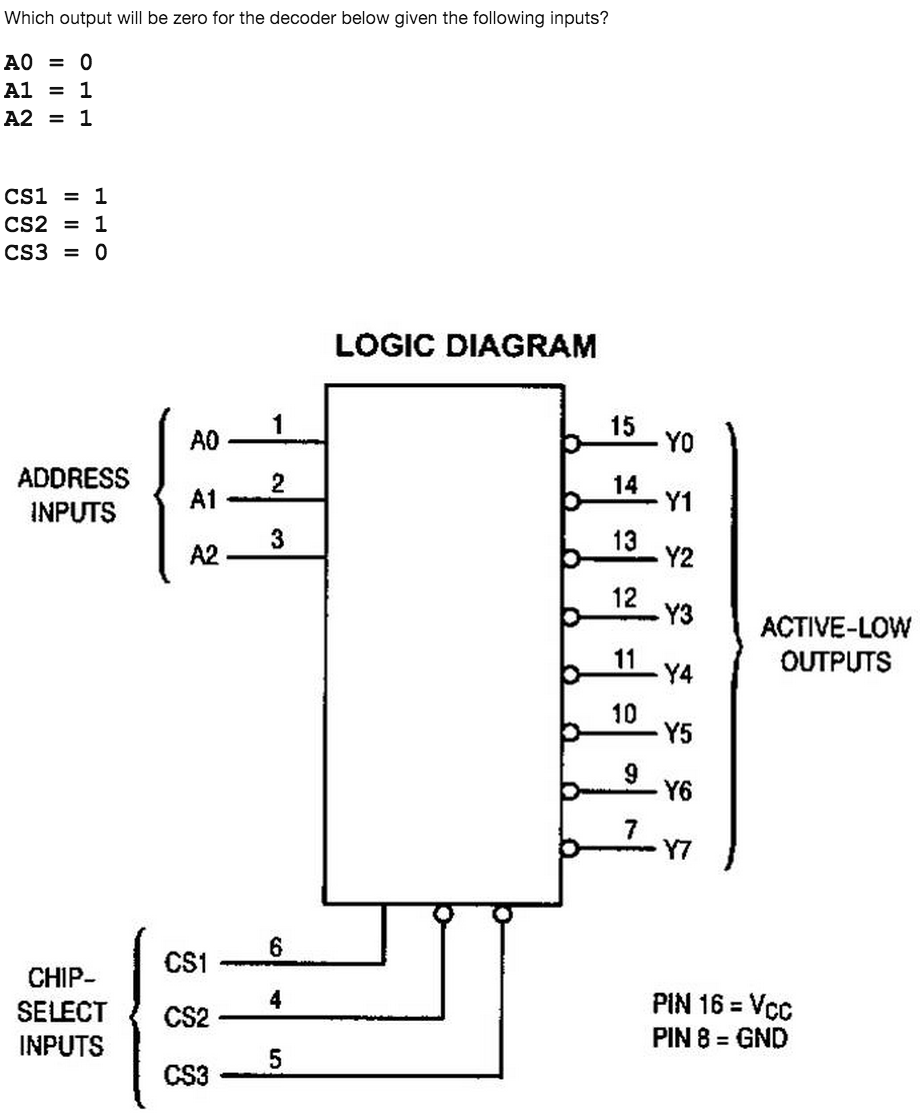 Which output will be zero for the decoder below given the following inputs?
A0 = 0
A1 = 1
A2 = 1
CS1 = 1
CS2 = 1
CS3 = 0
LOGIC DIAGRAM
ADDRESS
INPUTS
A0 1
A1 2
A2 3
15 Y0
14 Y1
13 Y2
12 Y3
11 Y4
10 Y5
9 Y6
7 Y7
ACTIVE-LOW
OUTPUTS
CHIP-
SELECT
INPUTS
CS1 6
CS2 4
CS3 5
PIN 16 = VCC
PIN 8 = GND